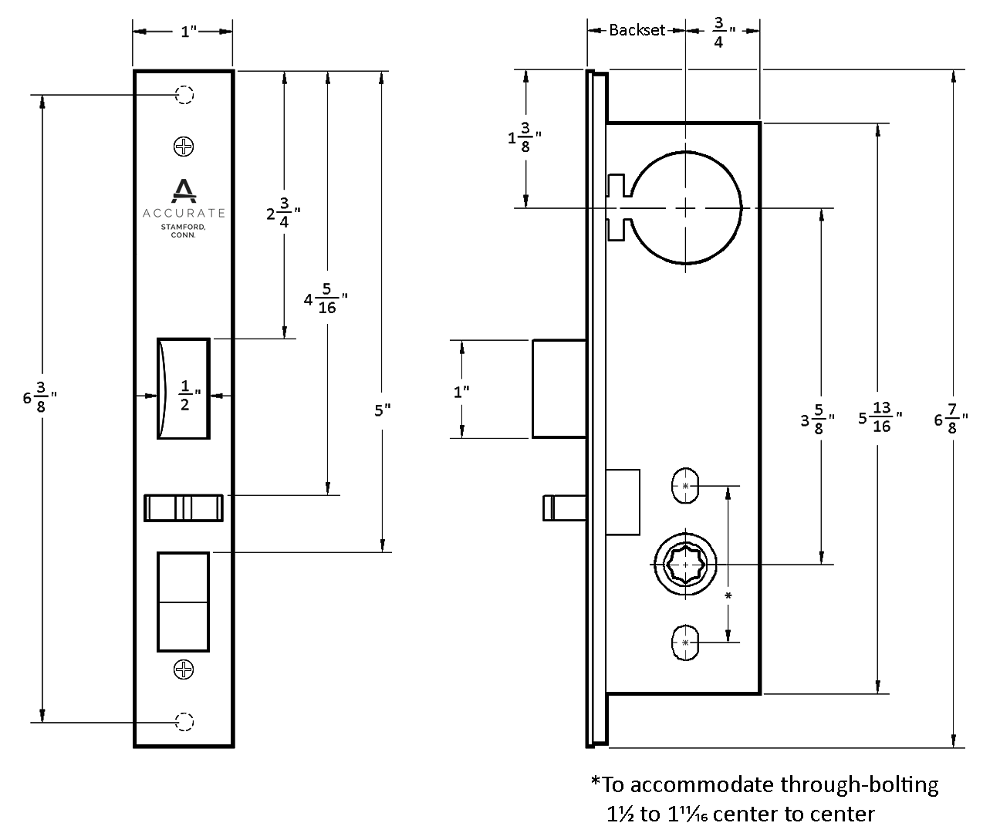 1"
Backset
3/4"
1 3/8"
ACCURATE
STAMFORD,
CONN.
2 3/4"
4 5/16"
6 3/8"
1/2"
5"
1"
3 5/8"
5 13/16"
6 7/8"
*
*To accommodate through-bolting
1½ to 1¹¹⁄₁₆ center to center